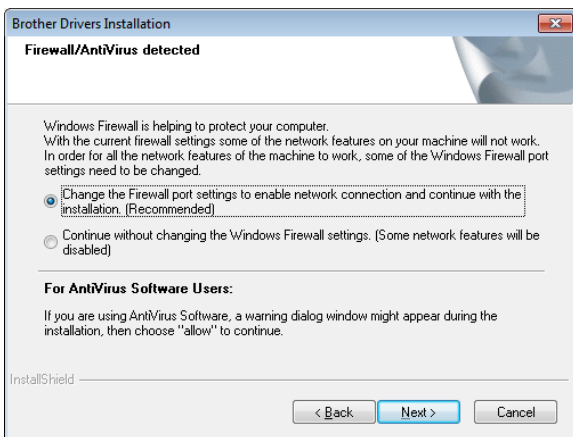 Brother Drivers Installation
Firewall/AntiVirus detected
Windows Firewall is helping to protect your computer.
With the current firewall settings some of the network features on your machine will not work.
In order for all the network features of the machine to work, some of the Windows Firewall port
settings need to be changed.
Change the Firewall port settings to enable network connection and continue with the
installation. (Recommended)
Continue without changing the Windows Firewall settings. (Some network features will be
disabled)
For AntiVirus Software Users:
If you are using AntiVirus Software, a warning dialog window might appear during the
installation, then choose "allow" to continue.
InstallShield
< Back Next > Cancel